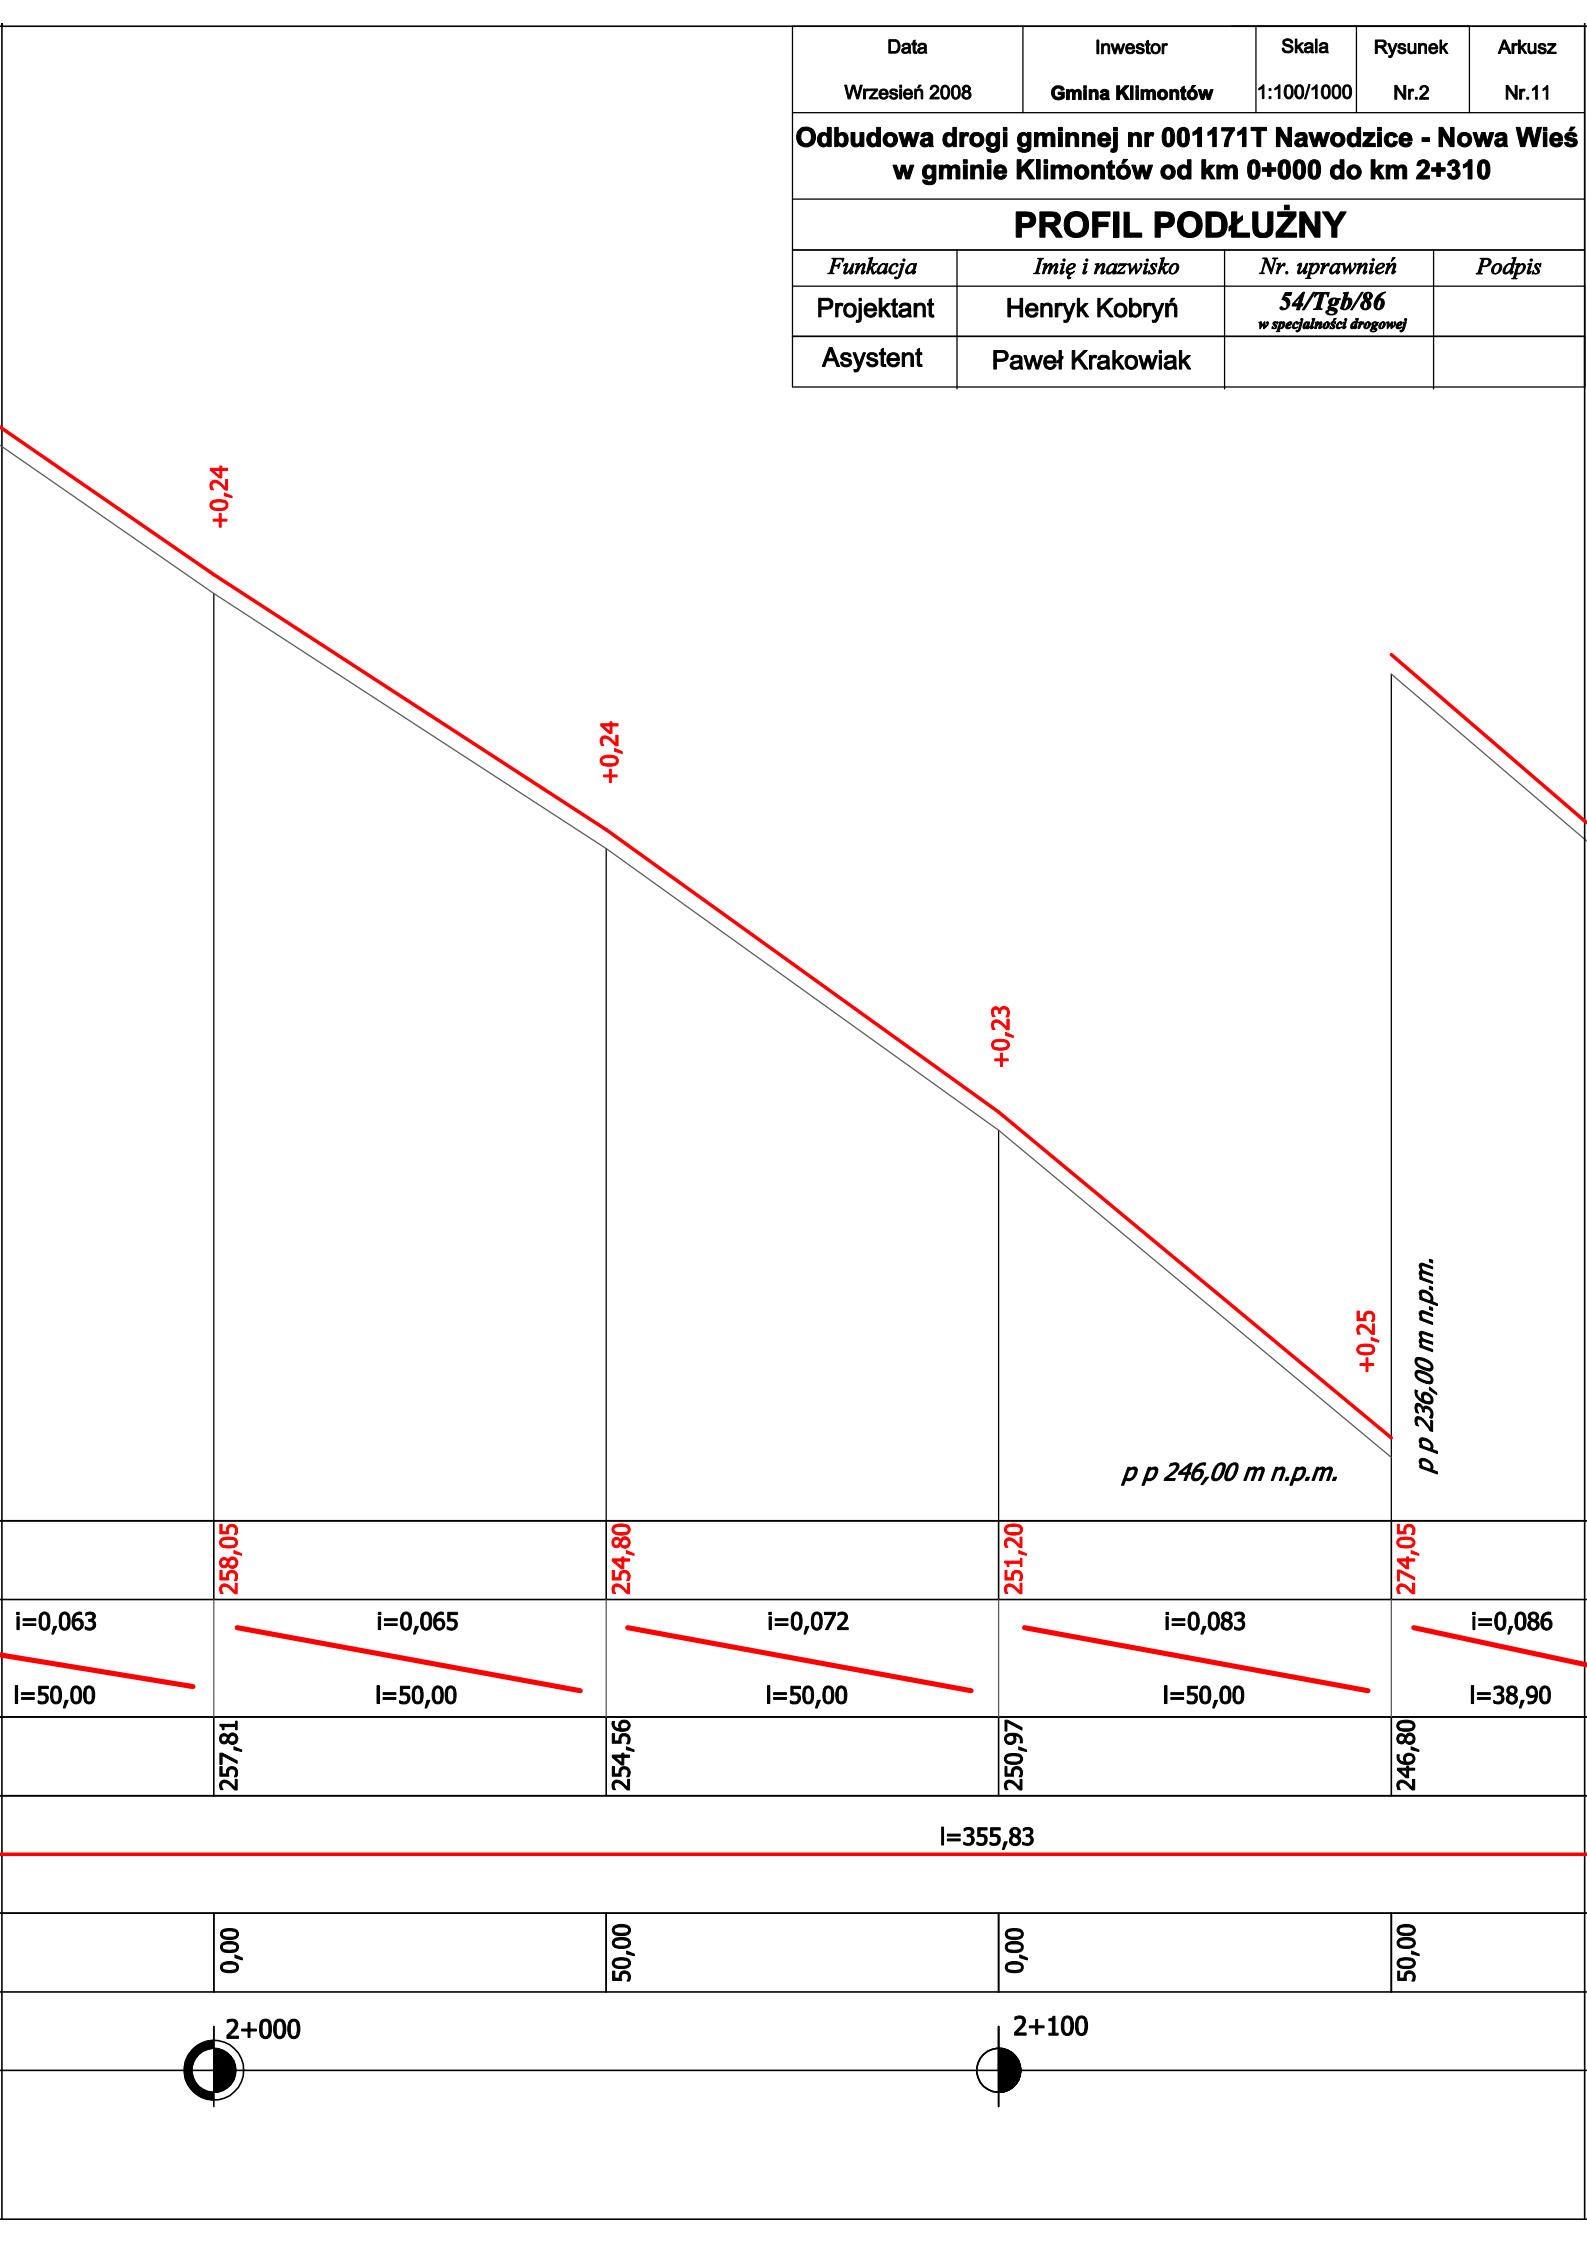 Data Inwestor Skala Rysunek Arkusz
Wrzesień 2008 Gmina Klimontów 1:100/1000 Nr.2 Nr.11
Odbudowa drogi gminnej nr 001171T Nawodzice - Nowa Wieś
w gminie Klimontów od km 0+000 do km 2+310
PROFIL PODŁUŻNY
Funkacja Imię i nazwisko Nr. uprawnień Podpis
Projektant Henryk Kobryń 54/Tgb/86
w specjalności drogowej
Asystent Paweł Krakowiak
+0,24
+0,24
+0,23
+0,25
p p 236,00 m n.p.m.
p p 246,00 m n.p.m.
258,05 254,80 251,20 274,05
i=0,063 i=0,065 i=0,072 i=0,083 i=0,086
l=50,00 l=50,00 l=50,00 l=50,00 l=38,90
257,81 254,56 250,97 246,80
l=355,83
0,00 50,00 0,00 50,00
2+000 2+100